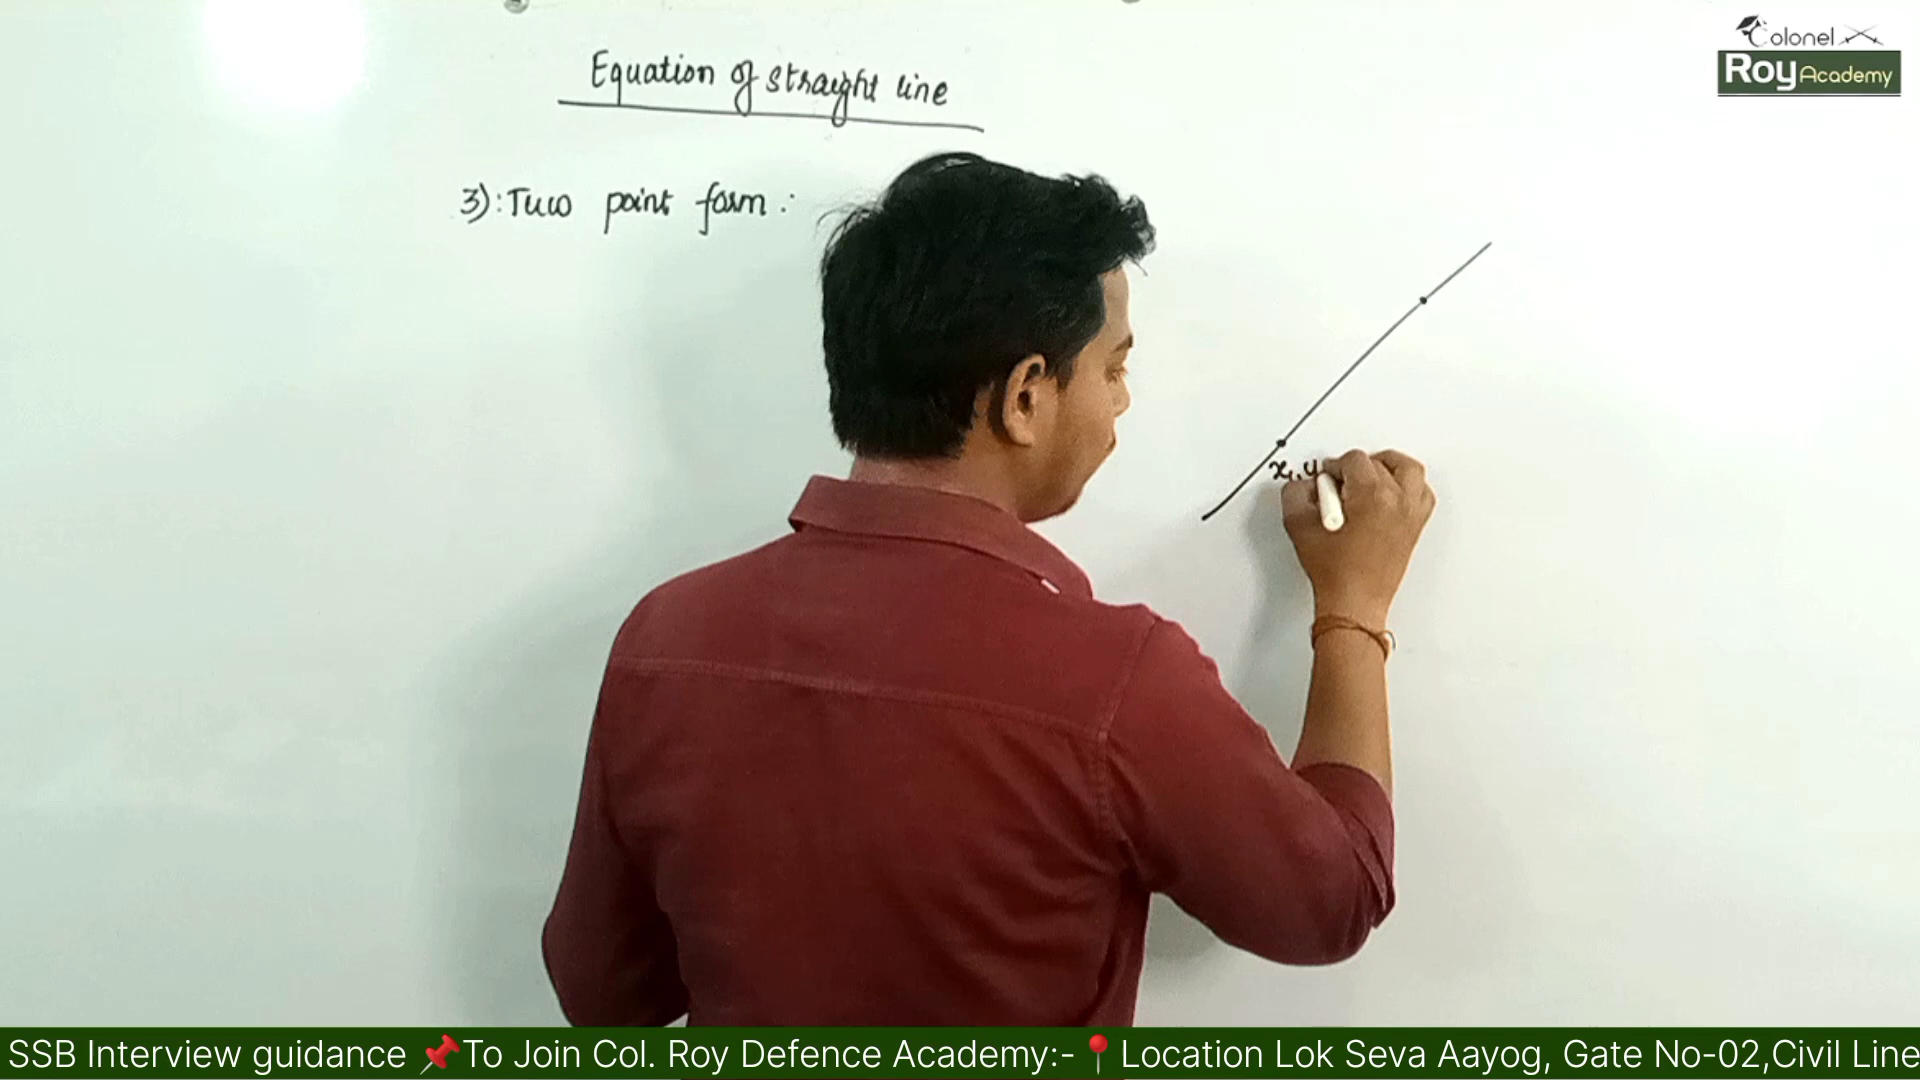 Colonel
Roy Academy
Equation of straight line
3):Two point form :
x₁,y
SSB Interview guidance 📌To Join Col. Roy Defence Academy:-📍Location Lok Seva Aayog, Gate No-02,Civil Line